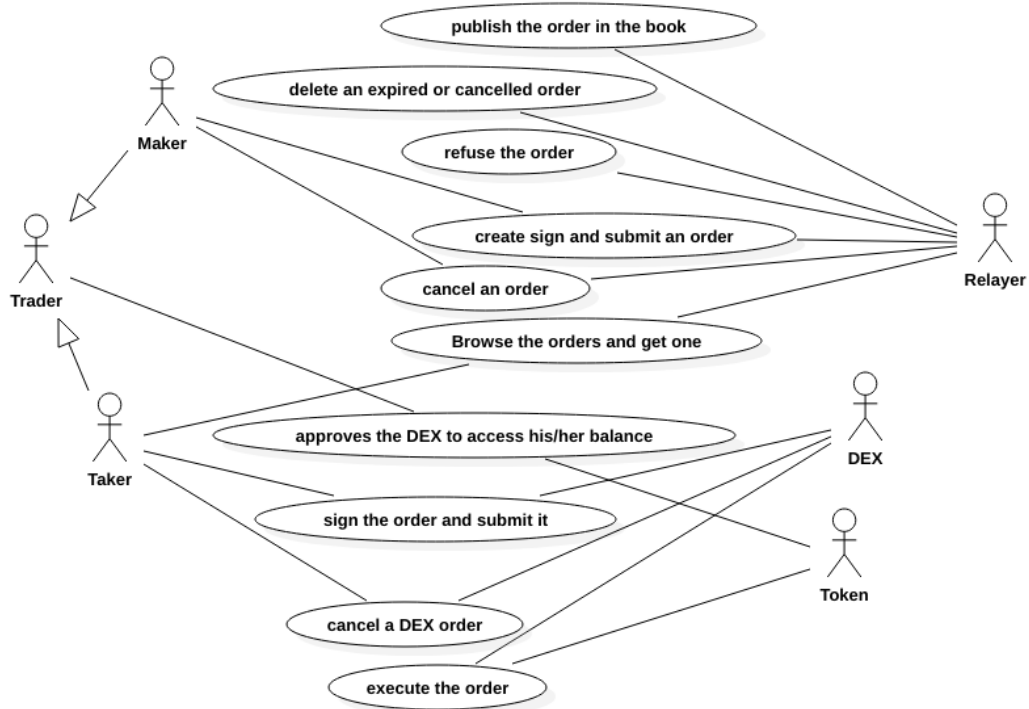 publish the order in the book
delete an expired or cancelled order
Maker
refuse the order
create sign and submit an order
Relayer
cancel an order
Trader
Browse the orders and get one
approves the DEX to access his/her balance
DEX
Taker
sign the order and submit it
Token
cancel a DEX order
execute the order